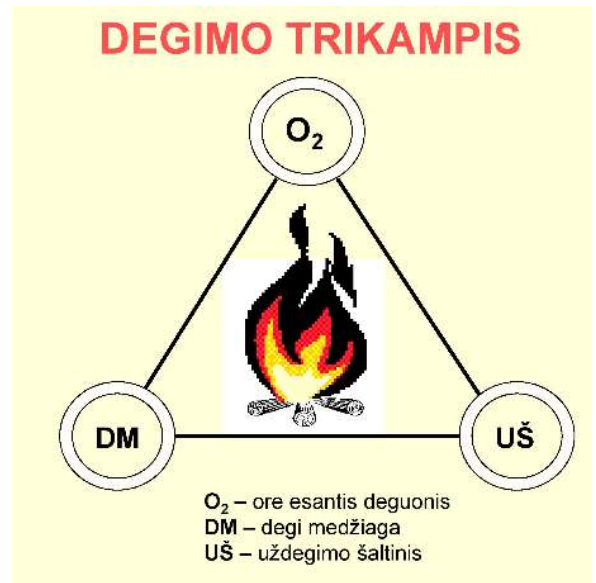 DEGIMO TRIKAMPIS
O₂
DM
UŠ
O₂ – ore esantis deguonis
DM – degi medžiaga
UŠ – uždegimo šaltinis